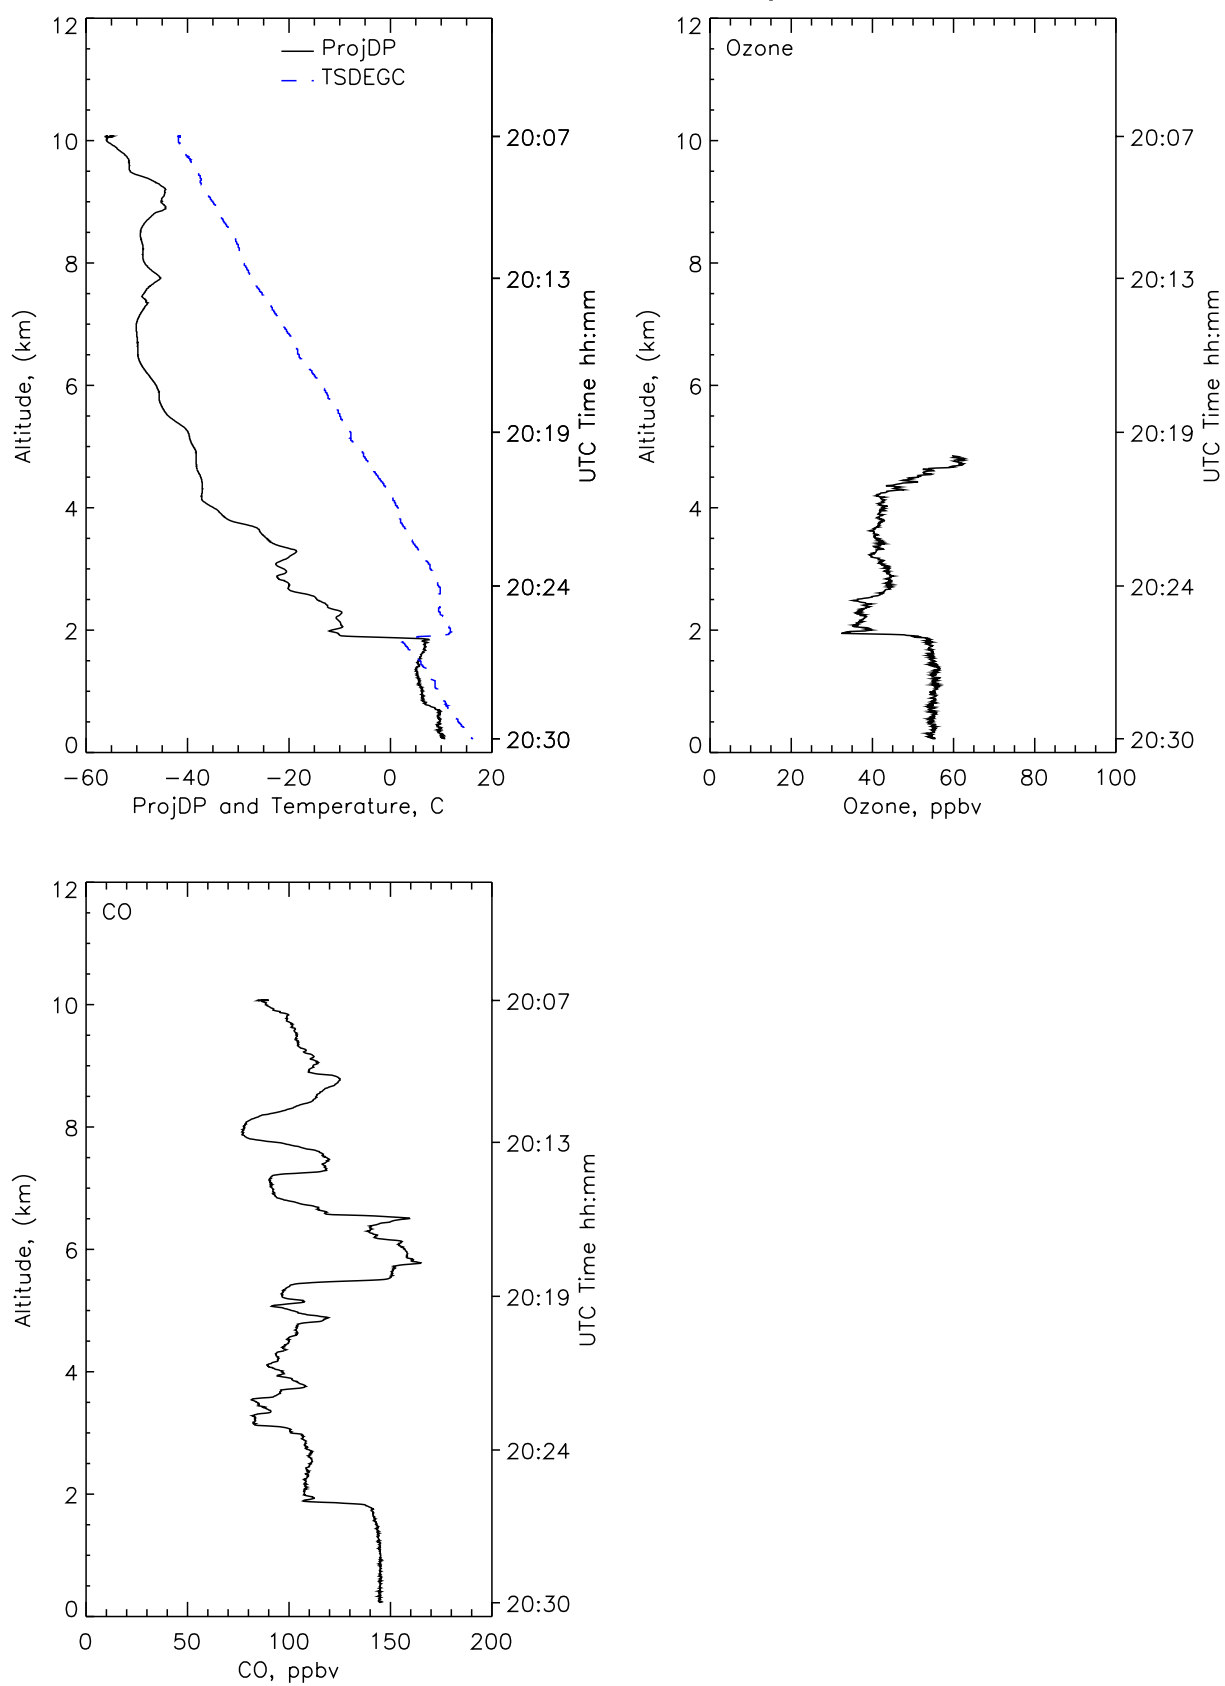 12
10
8
6
4
2
0
Altitude, (km)
ProjDP
TSDEGC
20:07
20:13
20:19
20:24
20:30
UTC Time hh:mm
−60 −40 −20 0 20
ProjDP and Temperature, C
12
10
8
6
4
2
0
Altitude, (km)
Ozone
20:07
20:13
20:19
20:24
20:30
UTC Time hh:mm
0 20 40 60 80 100
Ozone, ppbv
12
10
8
6
4
2
0
Altitude, (km)
CO
20:07
20:13
20:19
20:24
20:30
UTC Time hh:mm
0 50 100 150 200
CO, ppbv